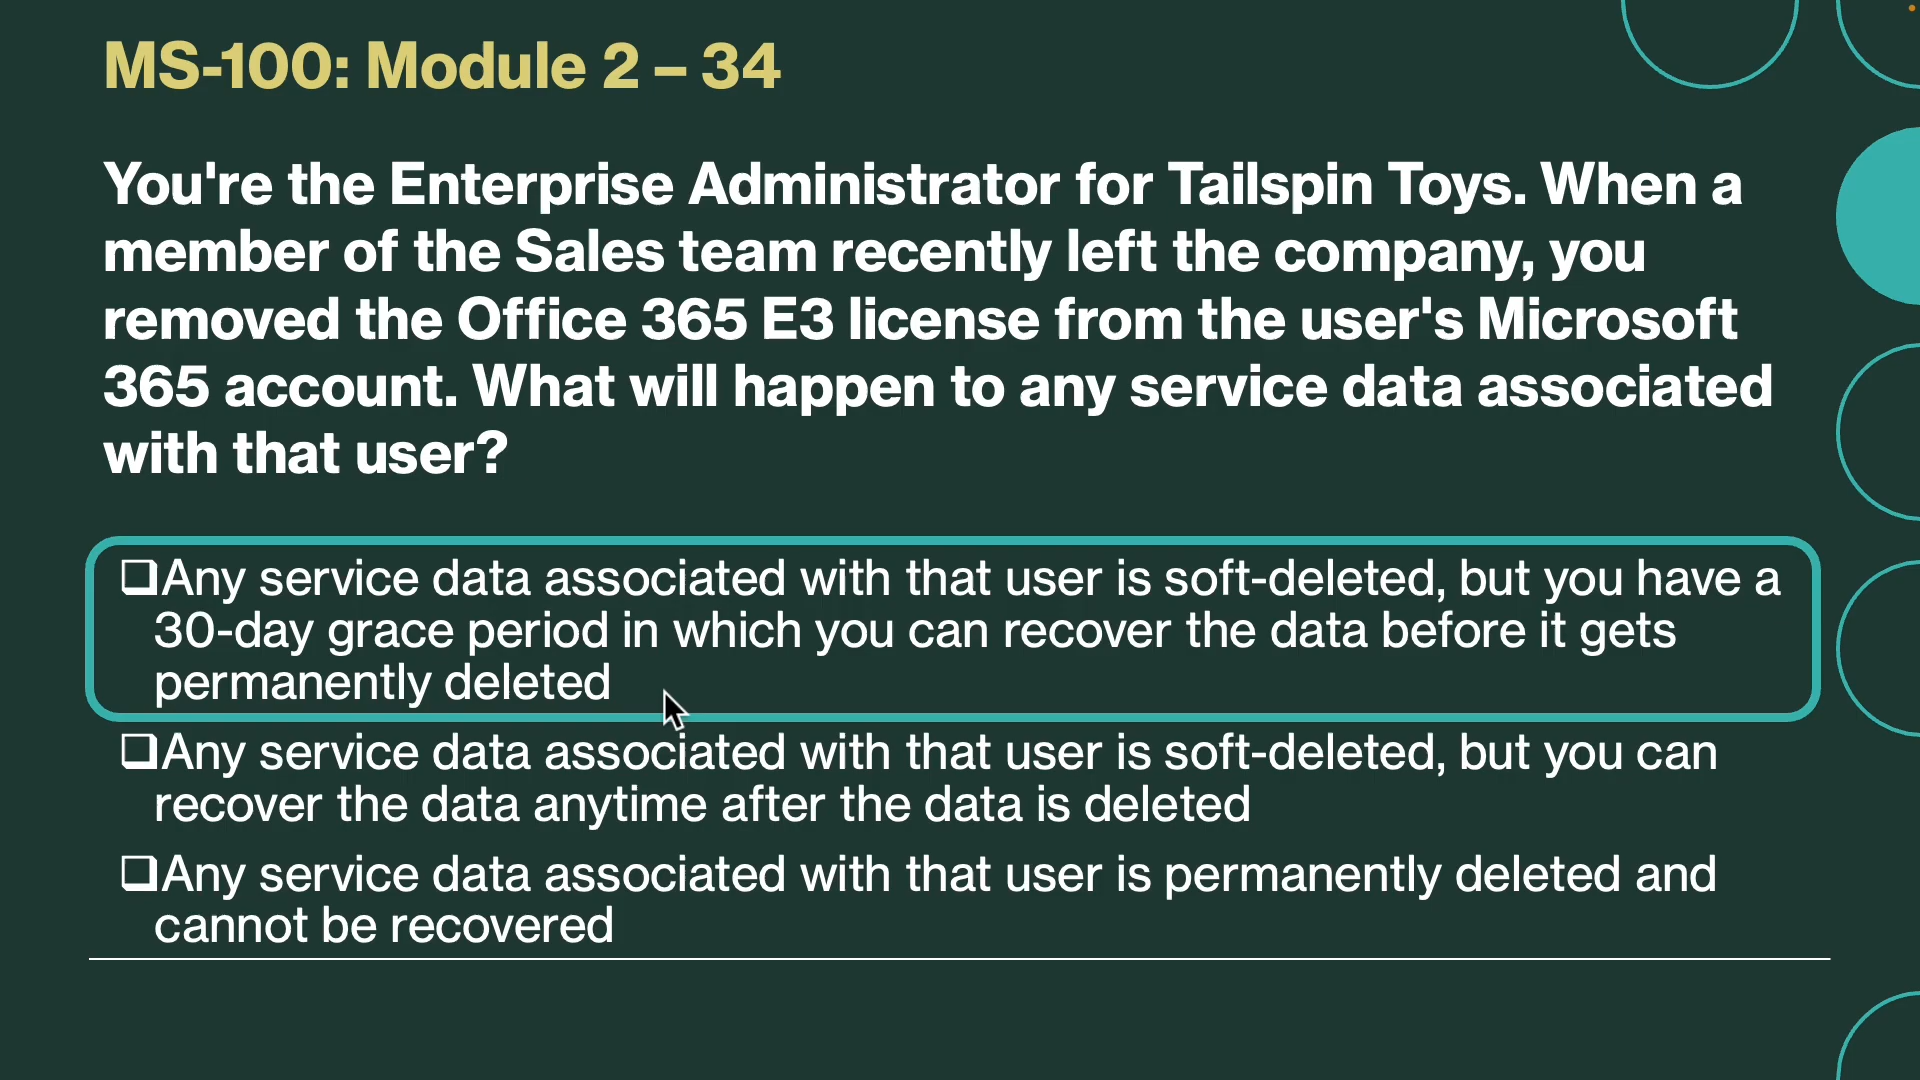 MS-100: Module 2 – 34
You're the Enterprise Administrator for Tailspin Toys. When a
member of the Sales team recently left the company, you
removed the Office 365 E3 license from the user's Microsoft
365 account. What will happen to any service data associated
with that user?
❑Any service data associated with that user is soft-deleted, but you have a
30-day grace period in which you can recover the data before it gets
permanently deleted
❑Any service data associated with that user is soft-deleted, but you can
recover the data anytime after the data is deleted
❑Any service data associated with that user is permanently deleted and
cannot be recovered